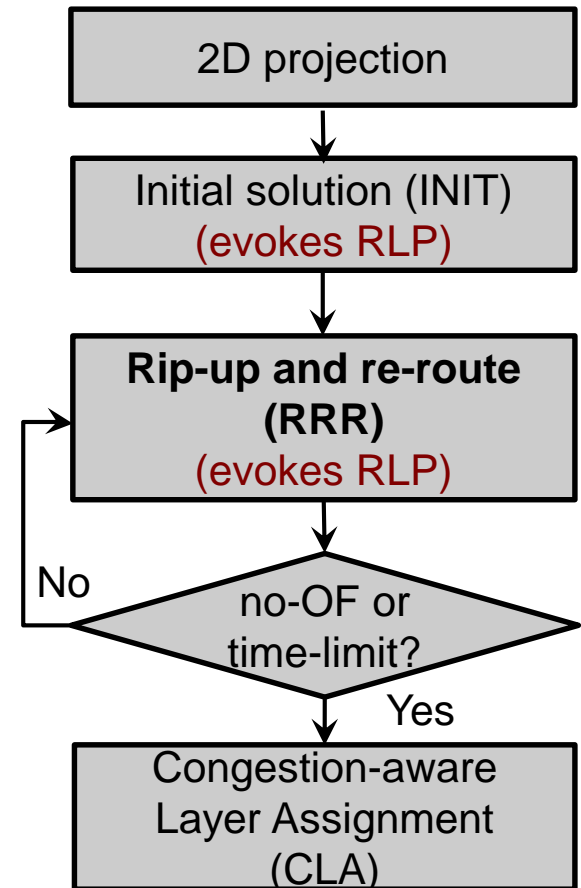 2D projection
Initial solution (INIT)
(evokes RLP)
Rip-up and re-route
(RRR)
(evokes RLP)
No
no-OF or
time-limit?
Yes
Congestion-aware
Layer Assignment
(CLA)